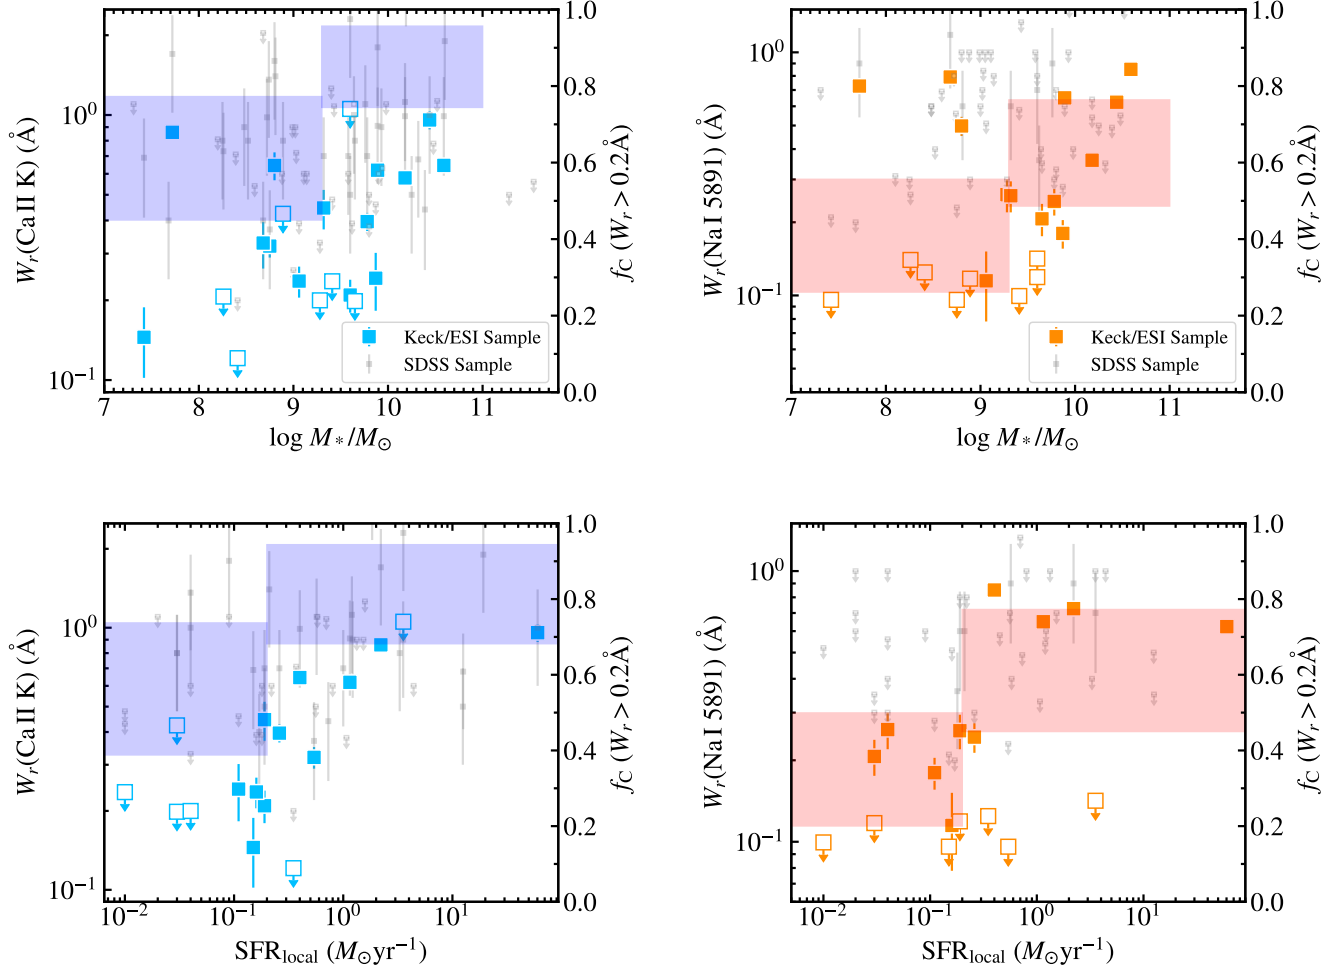 10⁰
10⁻¹
W_r(Ca II K) (Å)
7 8 9 10 11
log M_*/M_⊙
0.0
0.2
0.4
0.6
0.8
1.0
f_C (W_r > 0.2Å)
Keck/ESI Sample
SDSS Sample
10⁰
10⁻¹
W_r(Na I 5891) (Å)
7 8 9 10 11
log M_*/M_⊙
0.0
0.2
0.4
0.6
0.8
1.0
f_C (W_r > 0.2Å)
Keck/ESI Sample
SDSS Sample
10⁰
10⁻¹
W_r(Ca II K) (Å)
10⁻² 10⁻¹ 10⁰ 10¹
SFR_local (M_⊙yr⁻¹)
0.0
0.2
0.4
0.6
0.8
1.0
f_C (W_r > 0.2Å)
10⁰
10⁻¹
W_r(Na I 5891) (Å)
10⁻² 10⁻¹ 10⁰ 10¹
SFR_local (M_⊙yr⁻¹)
0.0
0.2
0.4
0.6
0.8
1.0
f_C (W_r > 0.2Å)